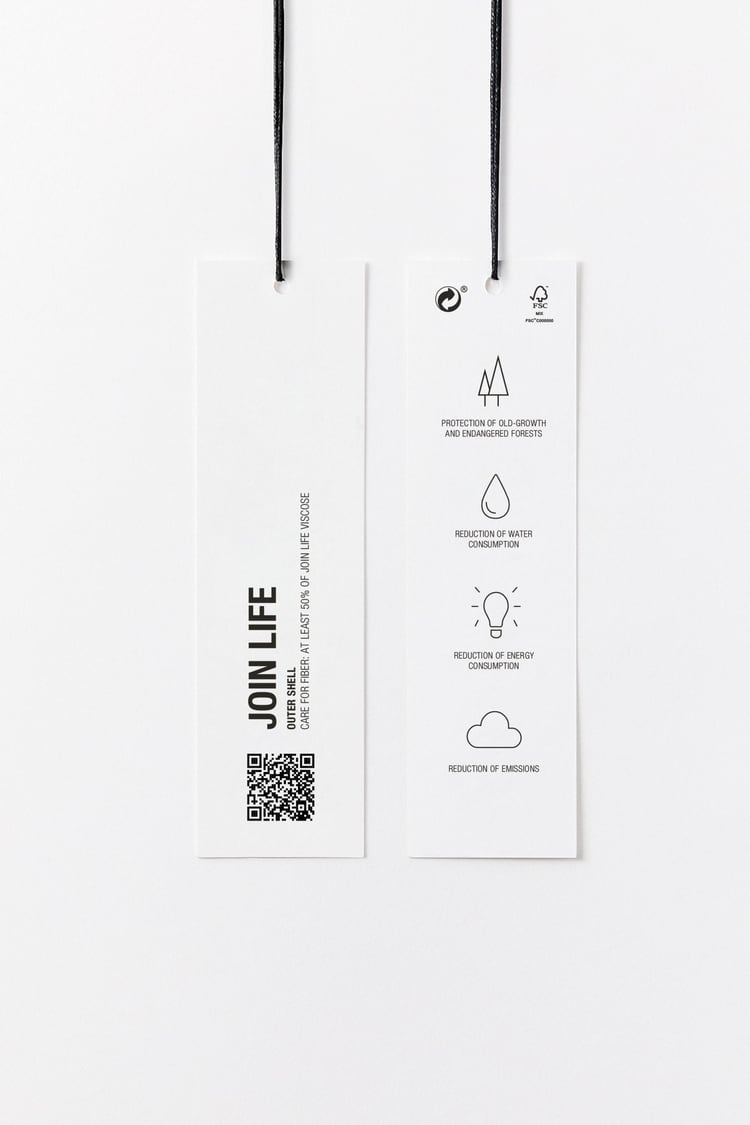 JOIN LIFE
OUTER SHELL
CARE FOR FIBER: AT LEAST 50% OF JOIN LIFE VISCOSE
®
FSC
MIX
FSC™C000000
PROTECTION OF OLD-GROWTH
AND ENDANGERED FORESTS
REDUCTION OF WATER
CONSUMPTION
REDUCTION OF ENERGY
CONSUMPTION
REDUCTION OF EMISSIONS